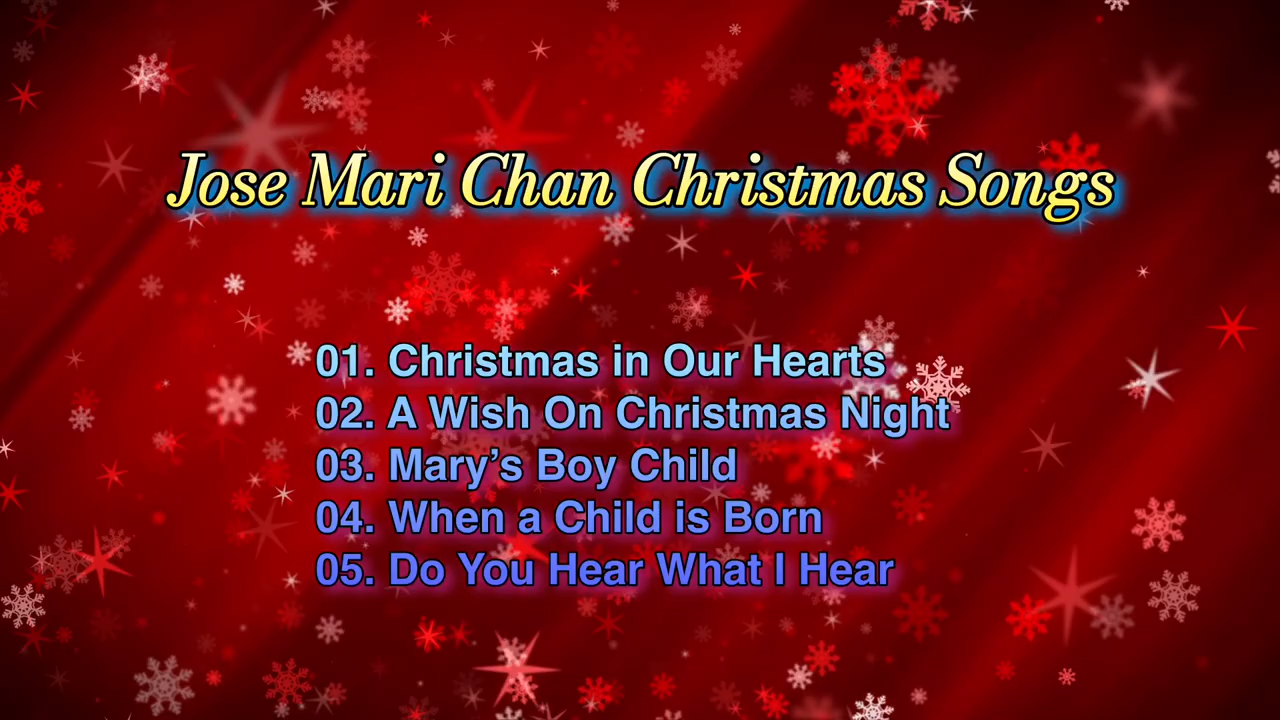 Jose Mari Chan Christmas Songs
01. Christmas in Our Hearts
02. A Wish On Christmas Night
03. Mary’s Boy Child
04. When a Child is Born
05. Do You Hear What I Hear